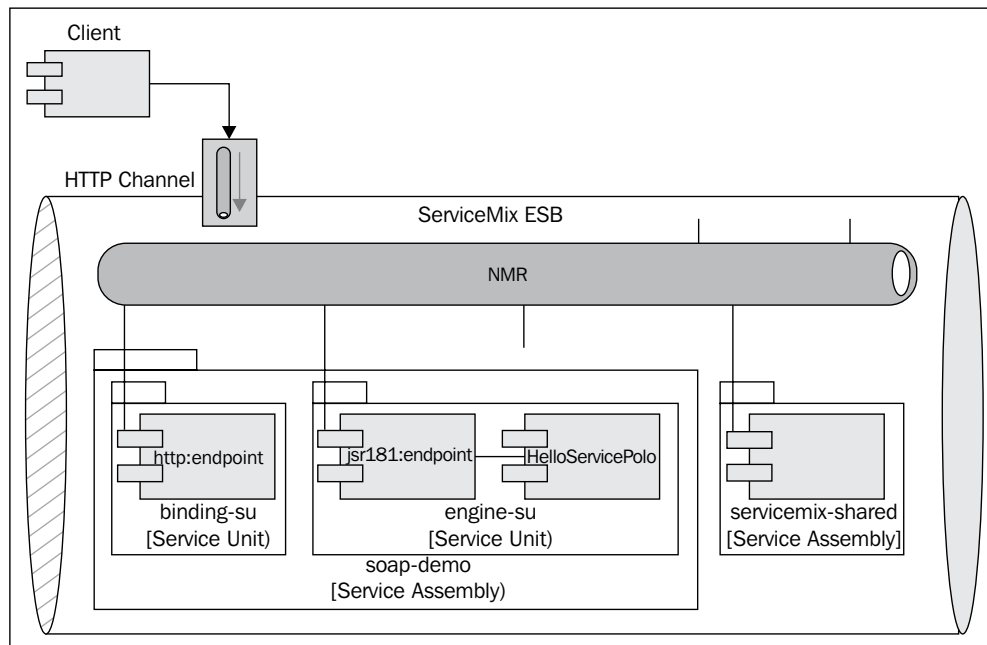 Client
HTTP Channel
ServiceMix ESB
NMR
http:endpoint
jsr181:endpoint
HelloServicePolo
binding-su
[Service Unit)
engine-su
[Service Unit)
servicemix-shared
[Service Assembly]
soap-demo
[Service Assembly)